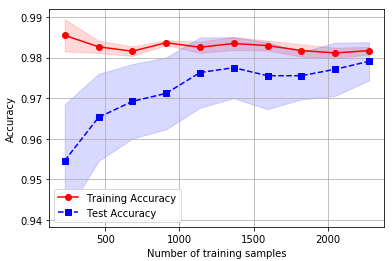 0.99
0.98
0.97
0.96
0.95
0.94
Accuracy
Training Accuracy
Test Accuracy
500 1000 1500 2000
Number of training samples